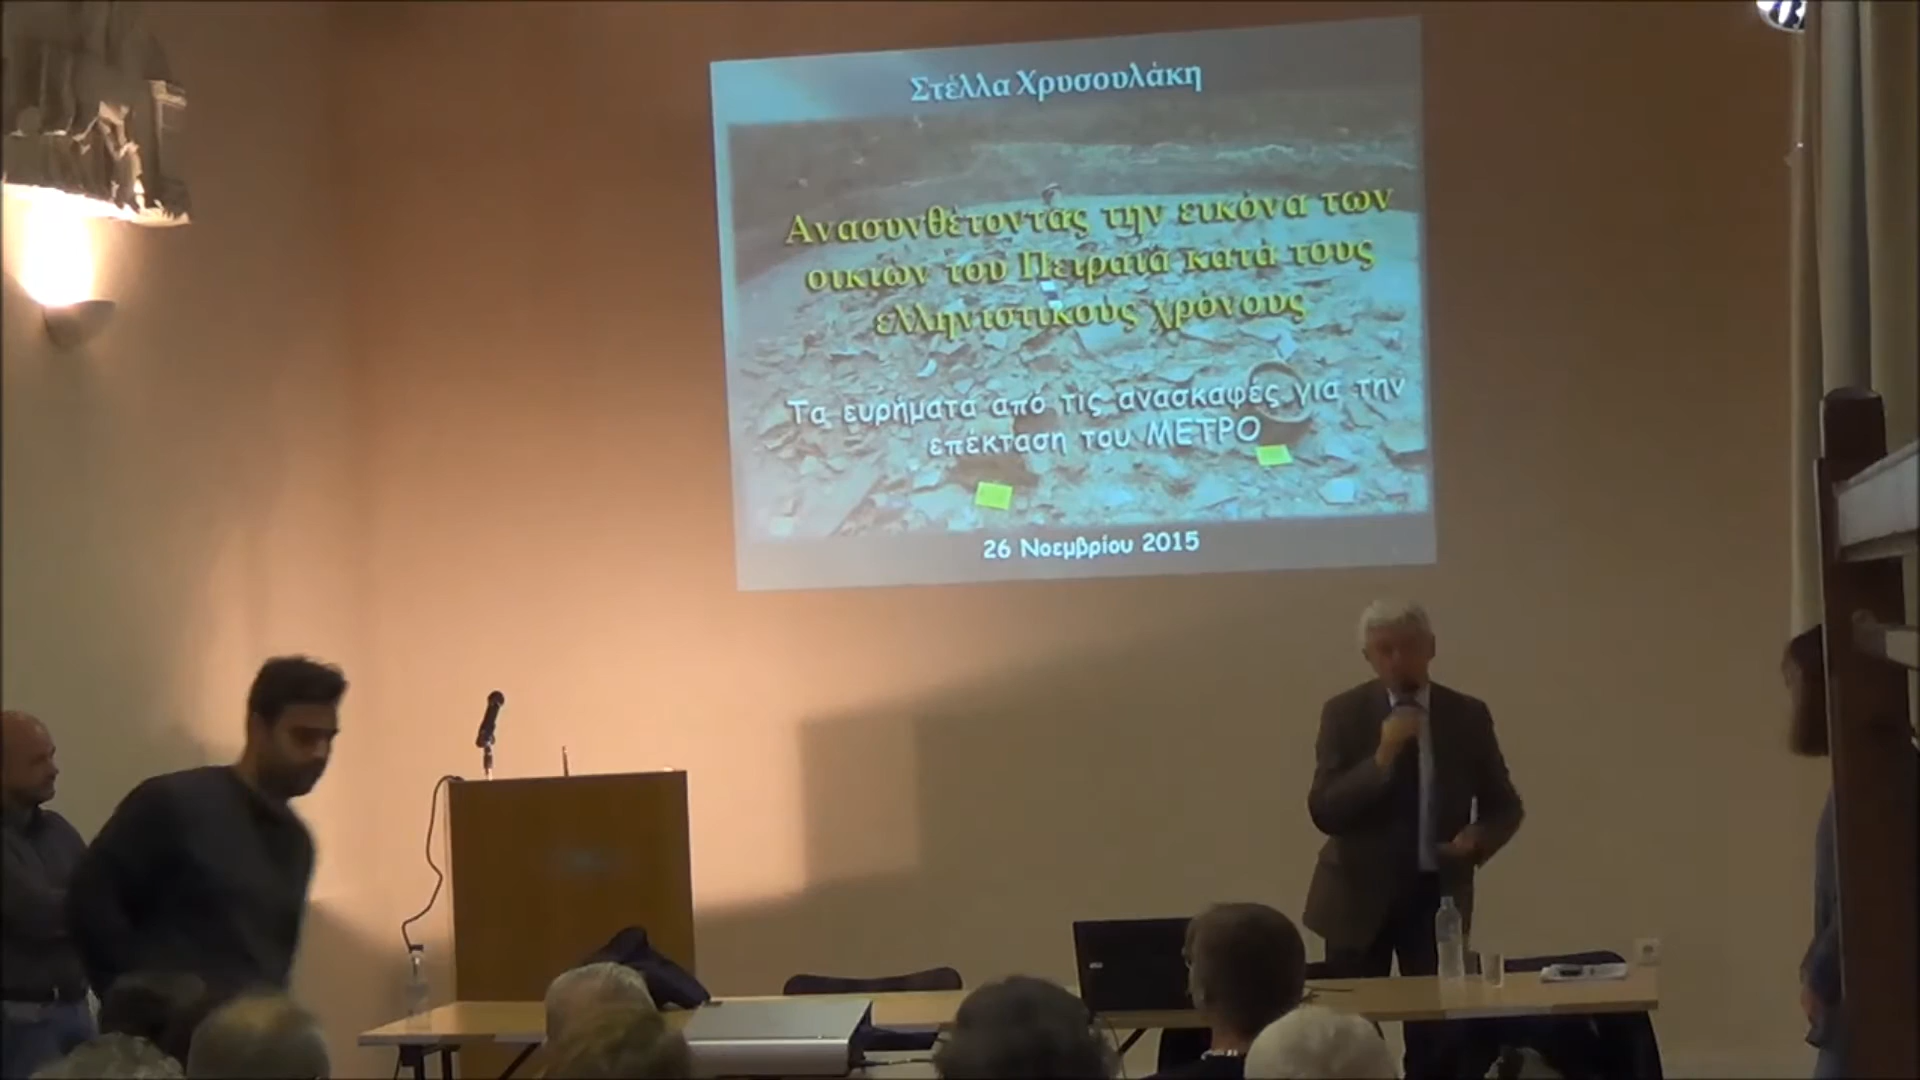 Στέλλα Χρυσουλάκη
Ανασυνθέτοντας την εικόνα των
οικιών του Πειραιά κατά τους
ελληνιστικούς χρόνους
Τα ευρήματα από τις ανασκαφές για την
επέκταση του ΜΕΤΡΟ
26 Νοεμβρίου 2015